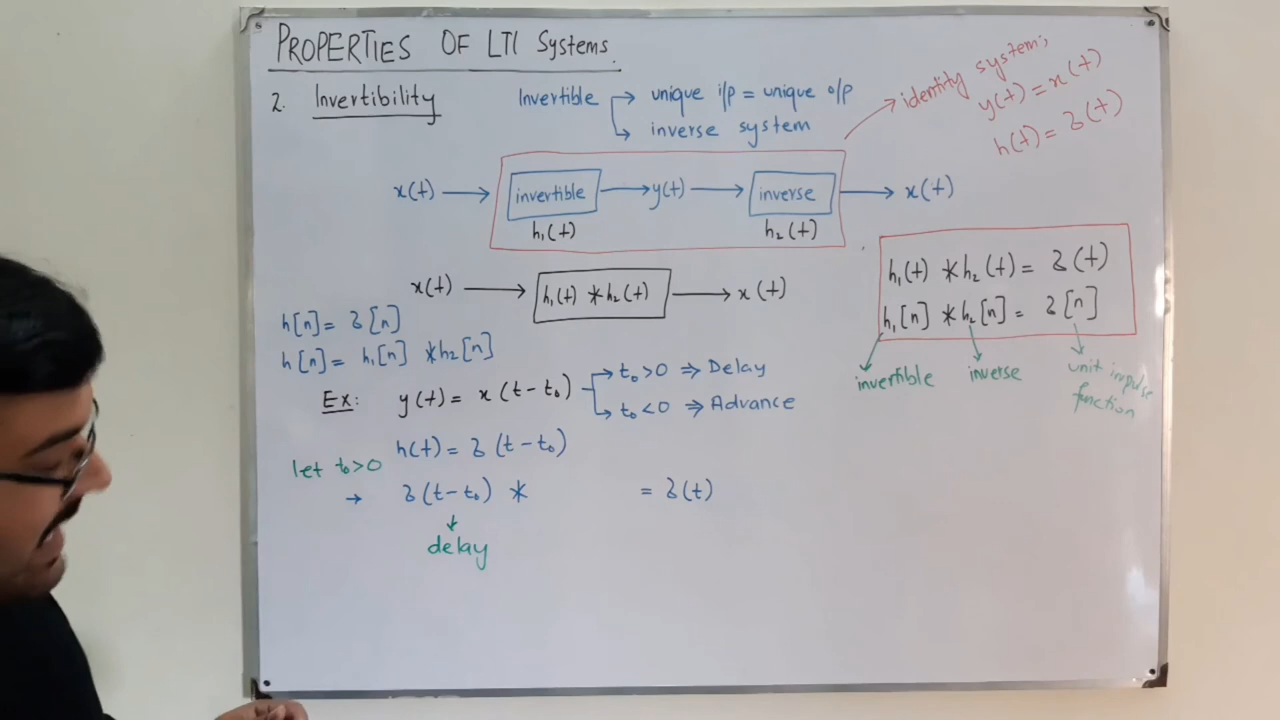 PROPERTIES OF LTI Systems.
2. Invertibility
Invertible → unique i/p = unique o/p
↳ inverse system
identity system;
y(t) = x(t)
h(t) = δ(t)
x(t) → invertible → y(t) → inverse → x(t)
h₁(t) h₂(t)
x(t) → h₁(t) * h₂(t) → x(t)
h₁(t) * h₂(t) = δ(t)
h₁[n] * h₂[n] = δ[n]
invertible inverse unit impulse
function
h[n] = δ[n]
h[n] = h₁[n] * h₂[n]
Ex: y(t) = x(t - t₀) → t₀ > 0 ⇒ Delay
↳ t₀ < 0 ⇒ Advance
h(t) = δ(t - t₀)
let t₀ > 0
→ δ(t - t₀) * = δ(t)
delay